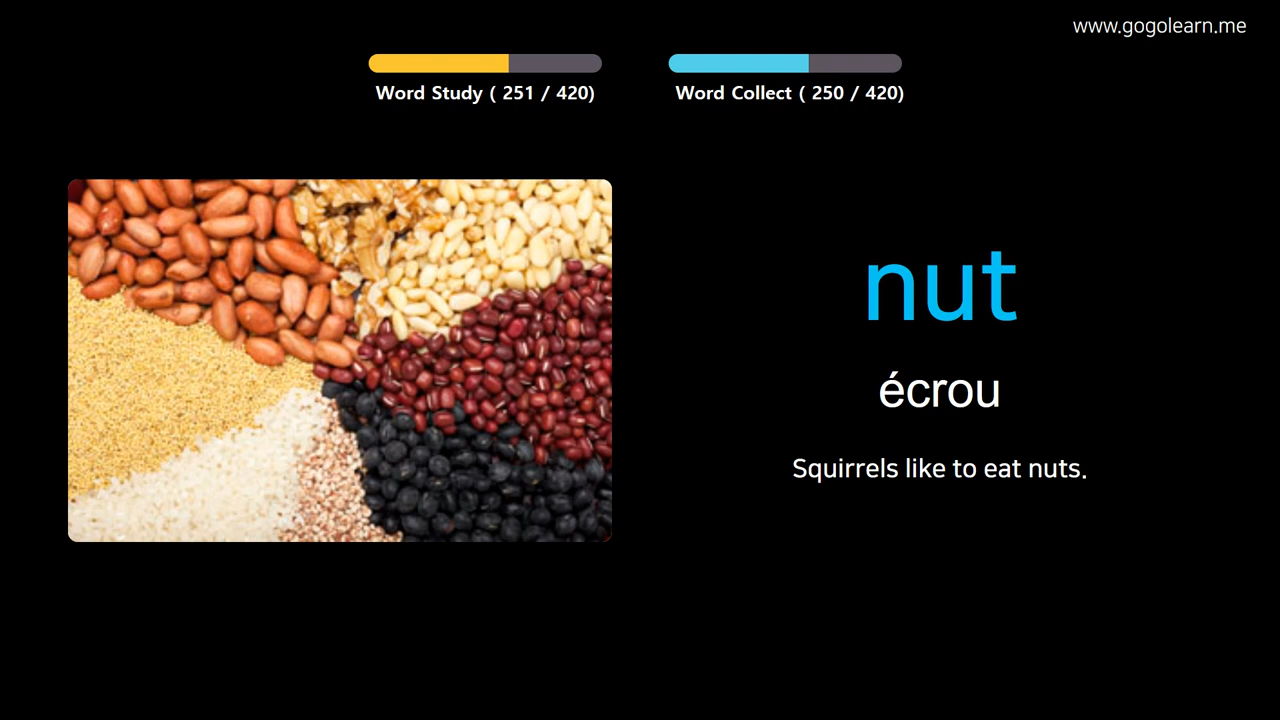 www.gogolearn.me
Word Study ( 251 / 420)
Word Collect ( 250 / 420)
nut
écrou
Squirrels like to eat nuts.